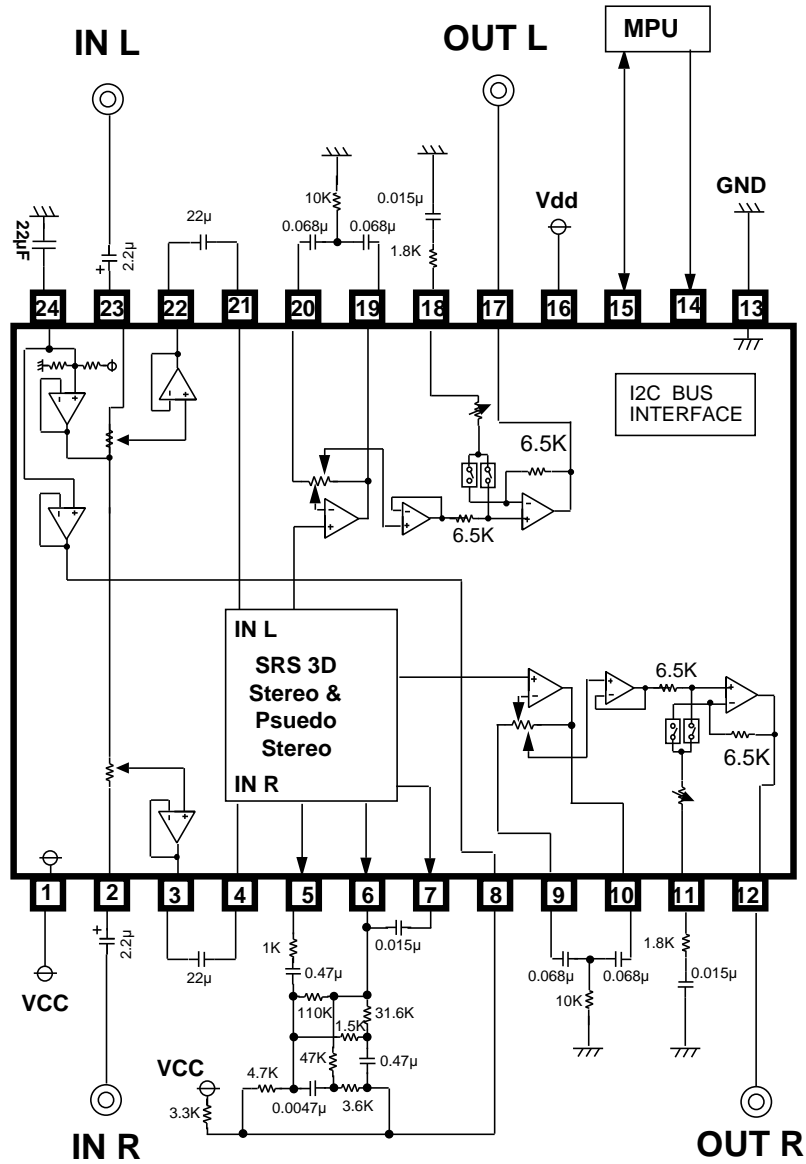 IN L
OUT L
MPU
Vdd
GND
22µF
2.2µ
22µ
10K
0.068µ
0.068µ
0.015µ
1.8K
24
23
22
21
20
19
18
17
16
15
14
13
I2C BUS
INTERFACE
6.5K
6.5K
IN L
SRS 3D
Stereo &
Psuedo
Stereo
IN R
6.5K
6.5K
1
2
3
4
5
6
7
8
9
10
11
12
VCC
2.2µ
22µ
1K
0.47µ
0.015µ
110K
31.6K
1.5K
47K
0.47µ
4.7K
0.0047µ
3.6K
VCC
3.3K
0.068µ
0.068µ
10K
1.8K
0.015µ
IN R
OUT R